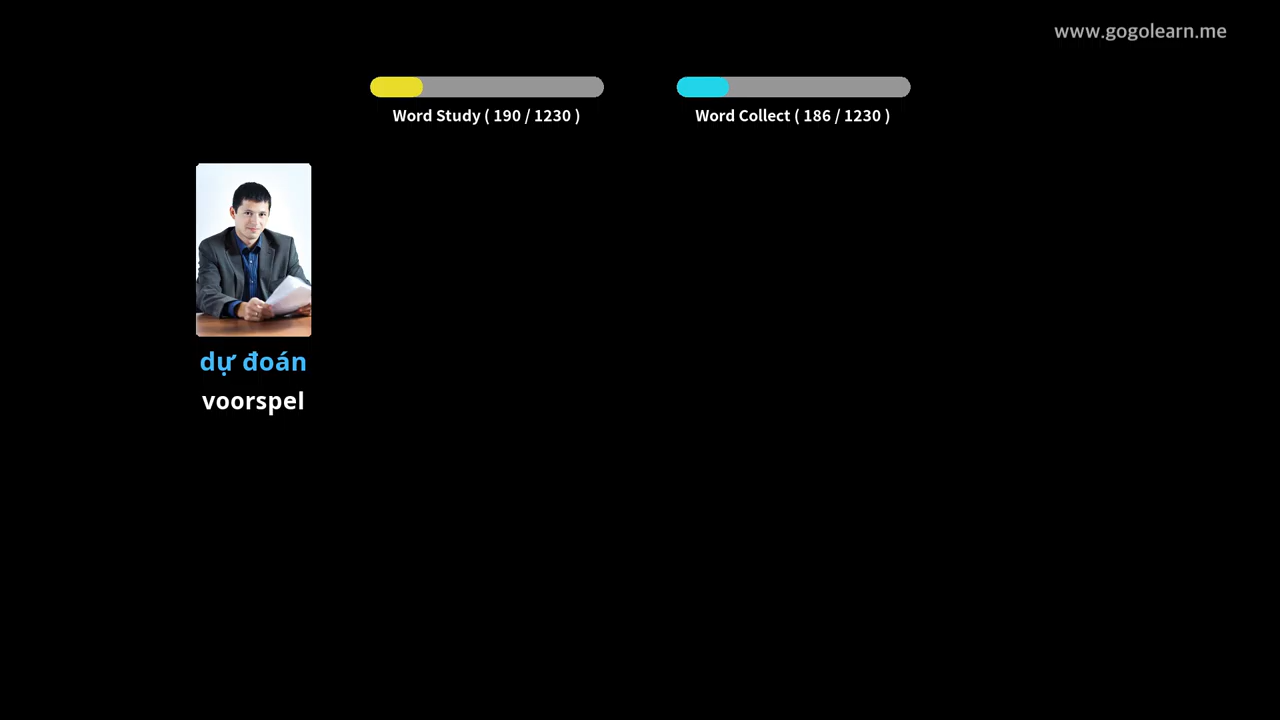 www.gogolearn.me
Word Study ( 190 / 1230 )
Word Collect ( 186 / 1230 )
dự đoán
voorspel